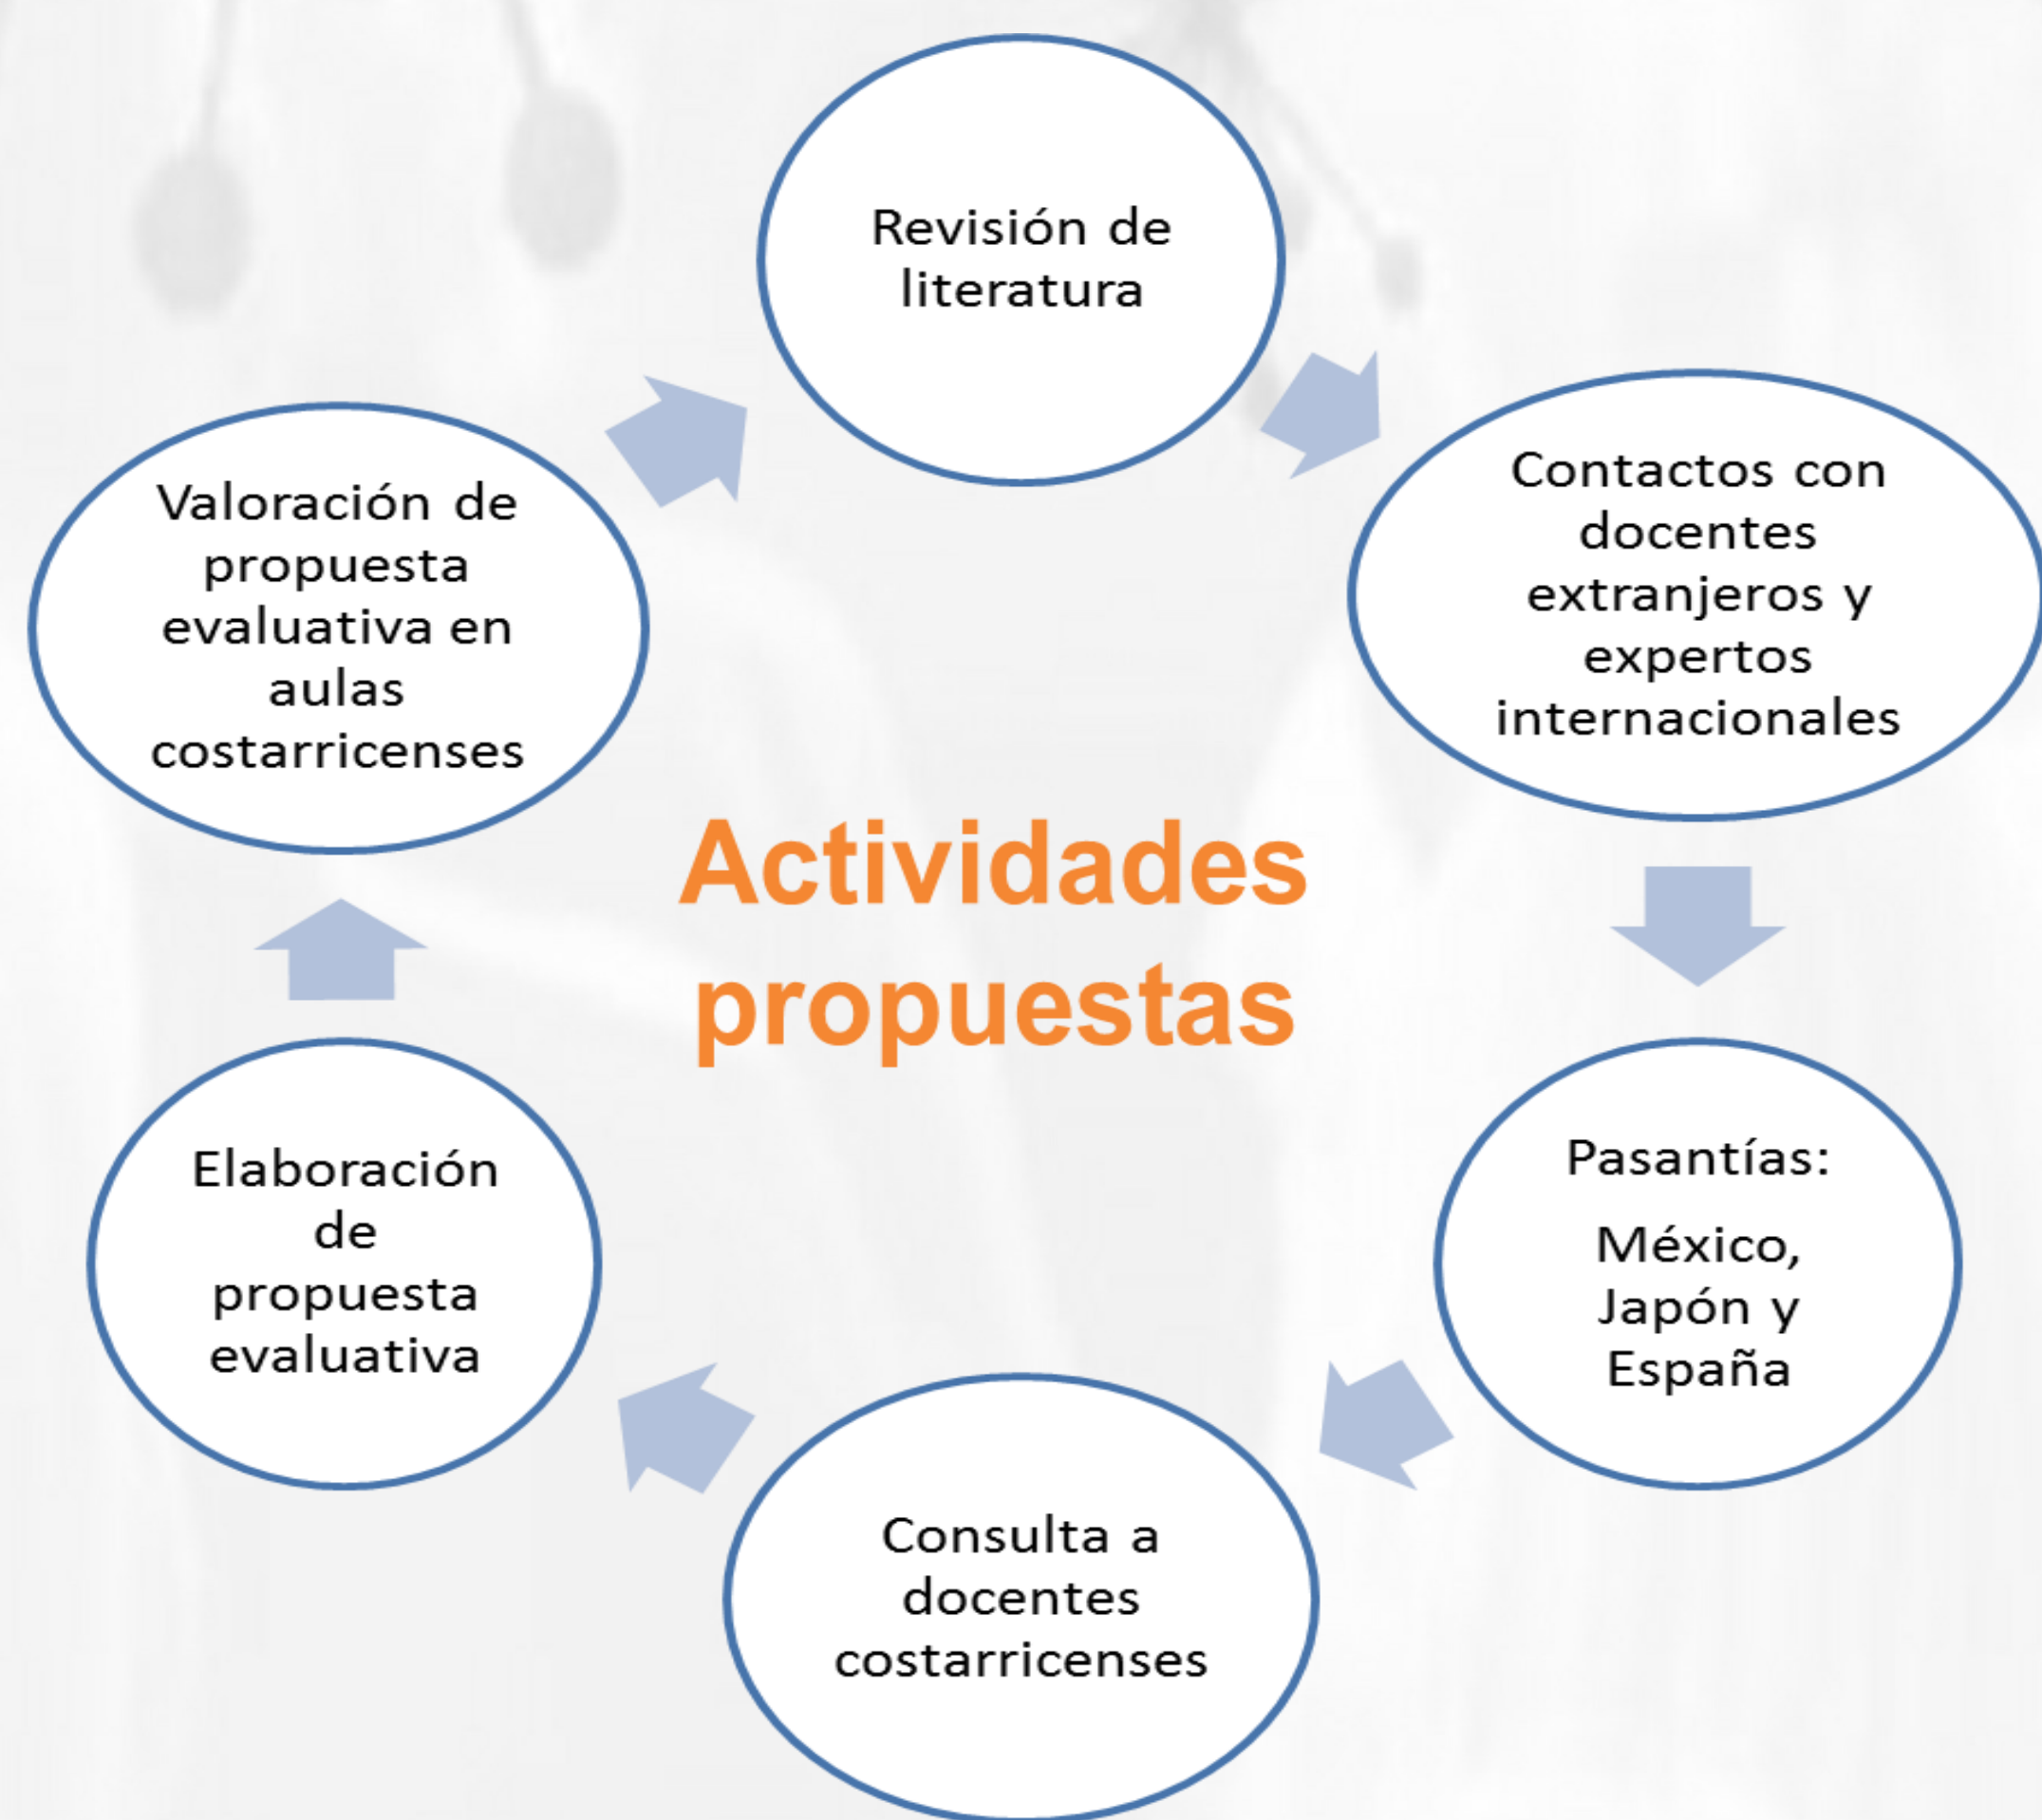 Revisión de
literatura
Contactos con
docentes
extranjeros y
expertos
internacionales
Pasantías:
México,
Japón y
España
Consulta a
docentes
costarricenses
Elaboración
de
propuesta
evaluativa
Valoración de
propuesta
evaluativa en
aulas
costarricenses
Actividades
propuestas